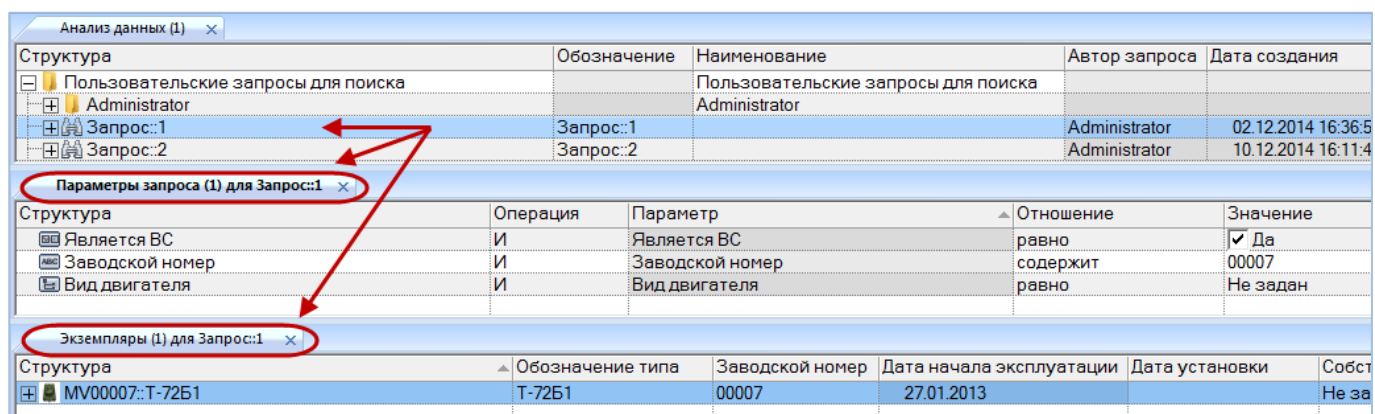 Анализ данных (1)
Структура Обозначение Наименование Автор запроса Дата создания
Пользовательские запросы для поиска Пользовательские запросы для поиска
Administrator Administrator
Запрос::1 Запрос::1 Administrator 02.12.2014 16:36:5
Запрос::2 Запрос::2 Administrator 10.12.2014 16:11:4
Параметры запроса (1) для Запрос::1
Структура Операция Параметр Отношение Значение
Является ВС И Является ВС равно Да
ABC Заводской номер И Заводской номер содержит 00007
Вид двигателя И Вид двигателя равно Не задан
Экземпляры (1) для Запрос::1
Структура Обозначение типа Заводской номер Дата начала эксплуатации Дата установки Собст
MV00007::Т-72Б1 Т-72Б1 00007 27.01.2013 Не за